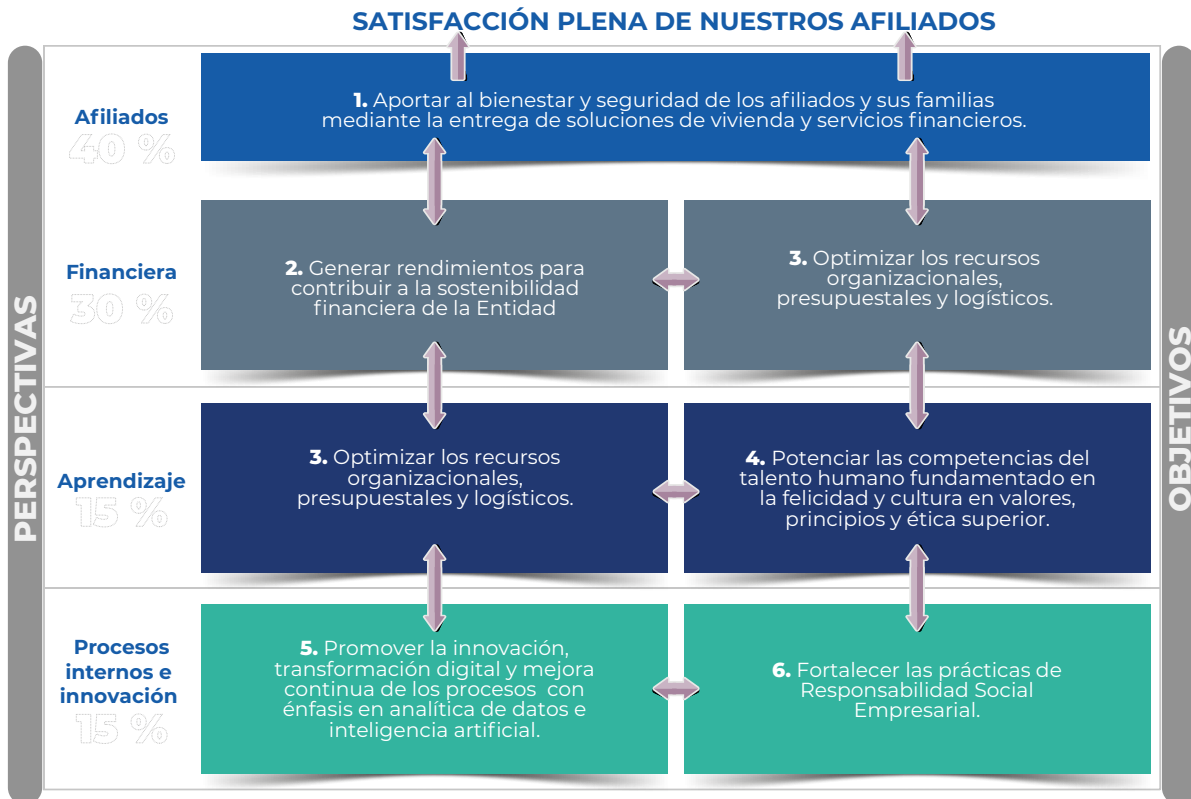 SATISFACCIÓN PLENA DE NUESTROS AFILIADOS
PERSPECTIVAS
OBJETIVOS
Afiliados
40 %
1. Aportar al bienestar y seguridad de los afiliados y sus familias
mediante la entrega de soluciones de vivienda y servicios financieros.
Financiera
30 %
2. Generar rendimientos para
contribuir a la sostenibilidad
financiera de la Entidad
3. Optimizar los recursos
organizacionales,
presupuestales y logísticos.
Aprendizaje
15 %
3. Optimizar los recursos
organizacionales,
presupuestales y logísticos.
4. Potenciar las competencias del
talento humano fundamentado en
la felicidad y cultura en valores,
principios y ética superior.
Procesos
internos e
innovación
15 %
5. Promover la innovación,
transformación digital y mejora
continua de los procesos con
énfasis en analítica de datos e
inteligencia artificial.
6. Fortalecer las prácticas de
Responsabilidad Social
Empresarial.